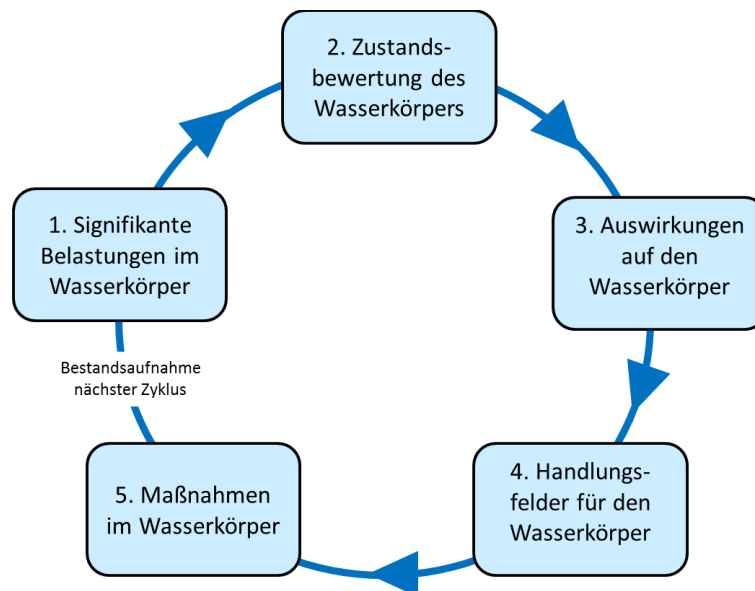 1. Signifikante
Belastungen im
Wasserkörper
2. Zustands-
bewertung des
Wasserkörpers
3. Auswirkungen
auf den
Wasserkörper
4. Handlungs-
felder für den
Wasserkörper
5. Maßnahmen
im Wasserkörper
Bestandsaufnahme
nächster Zyklus